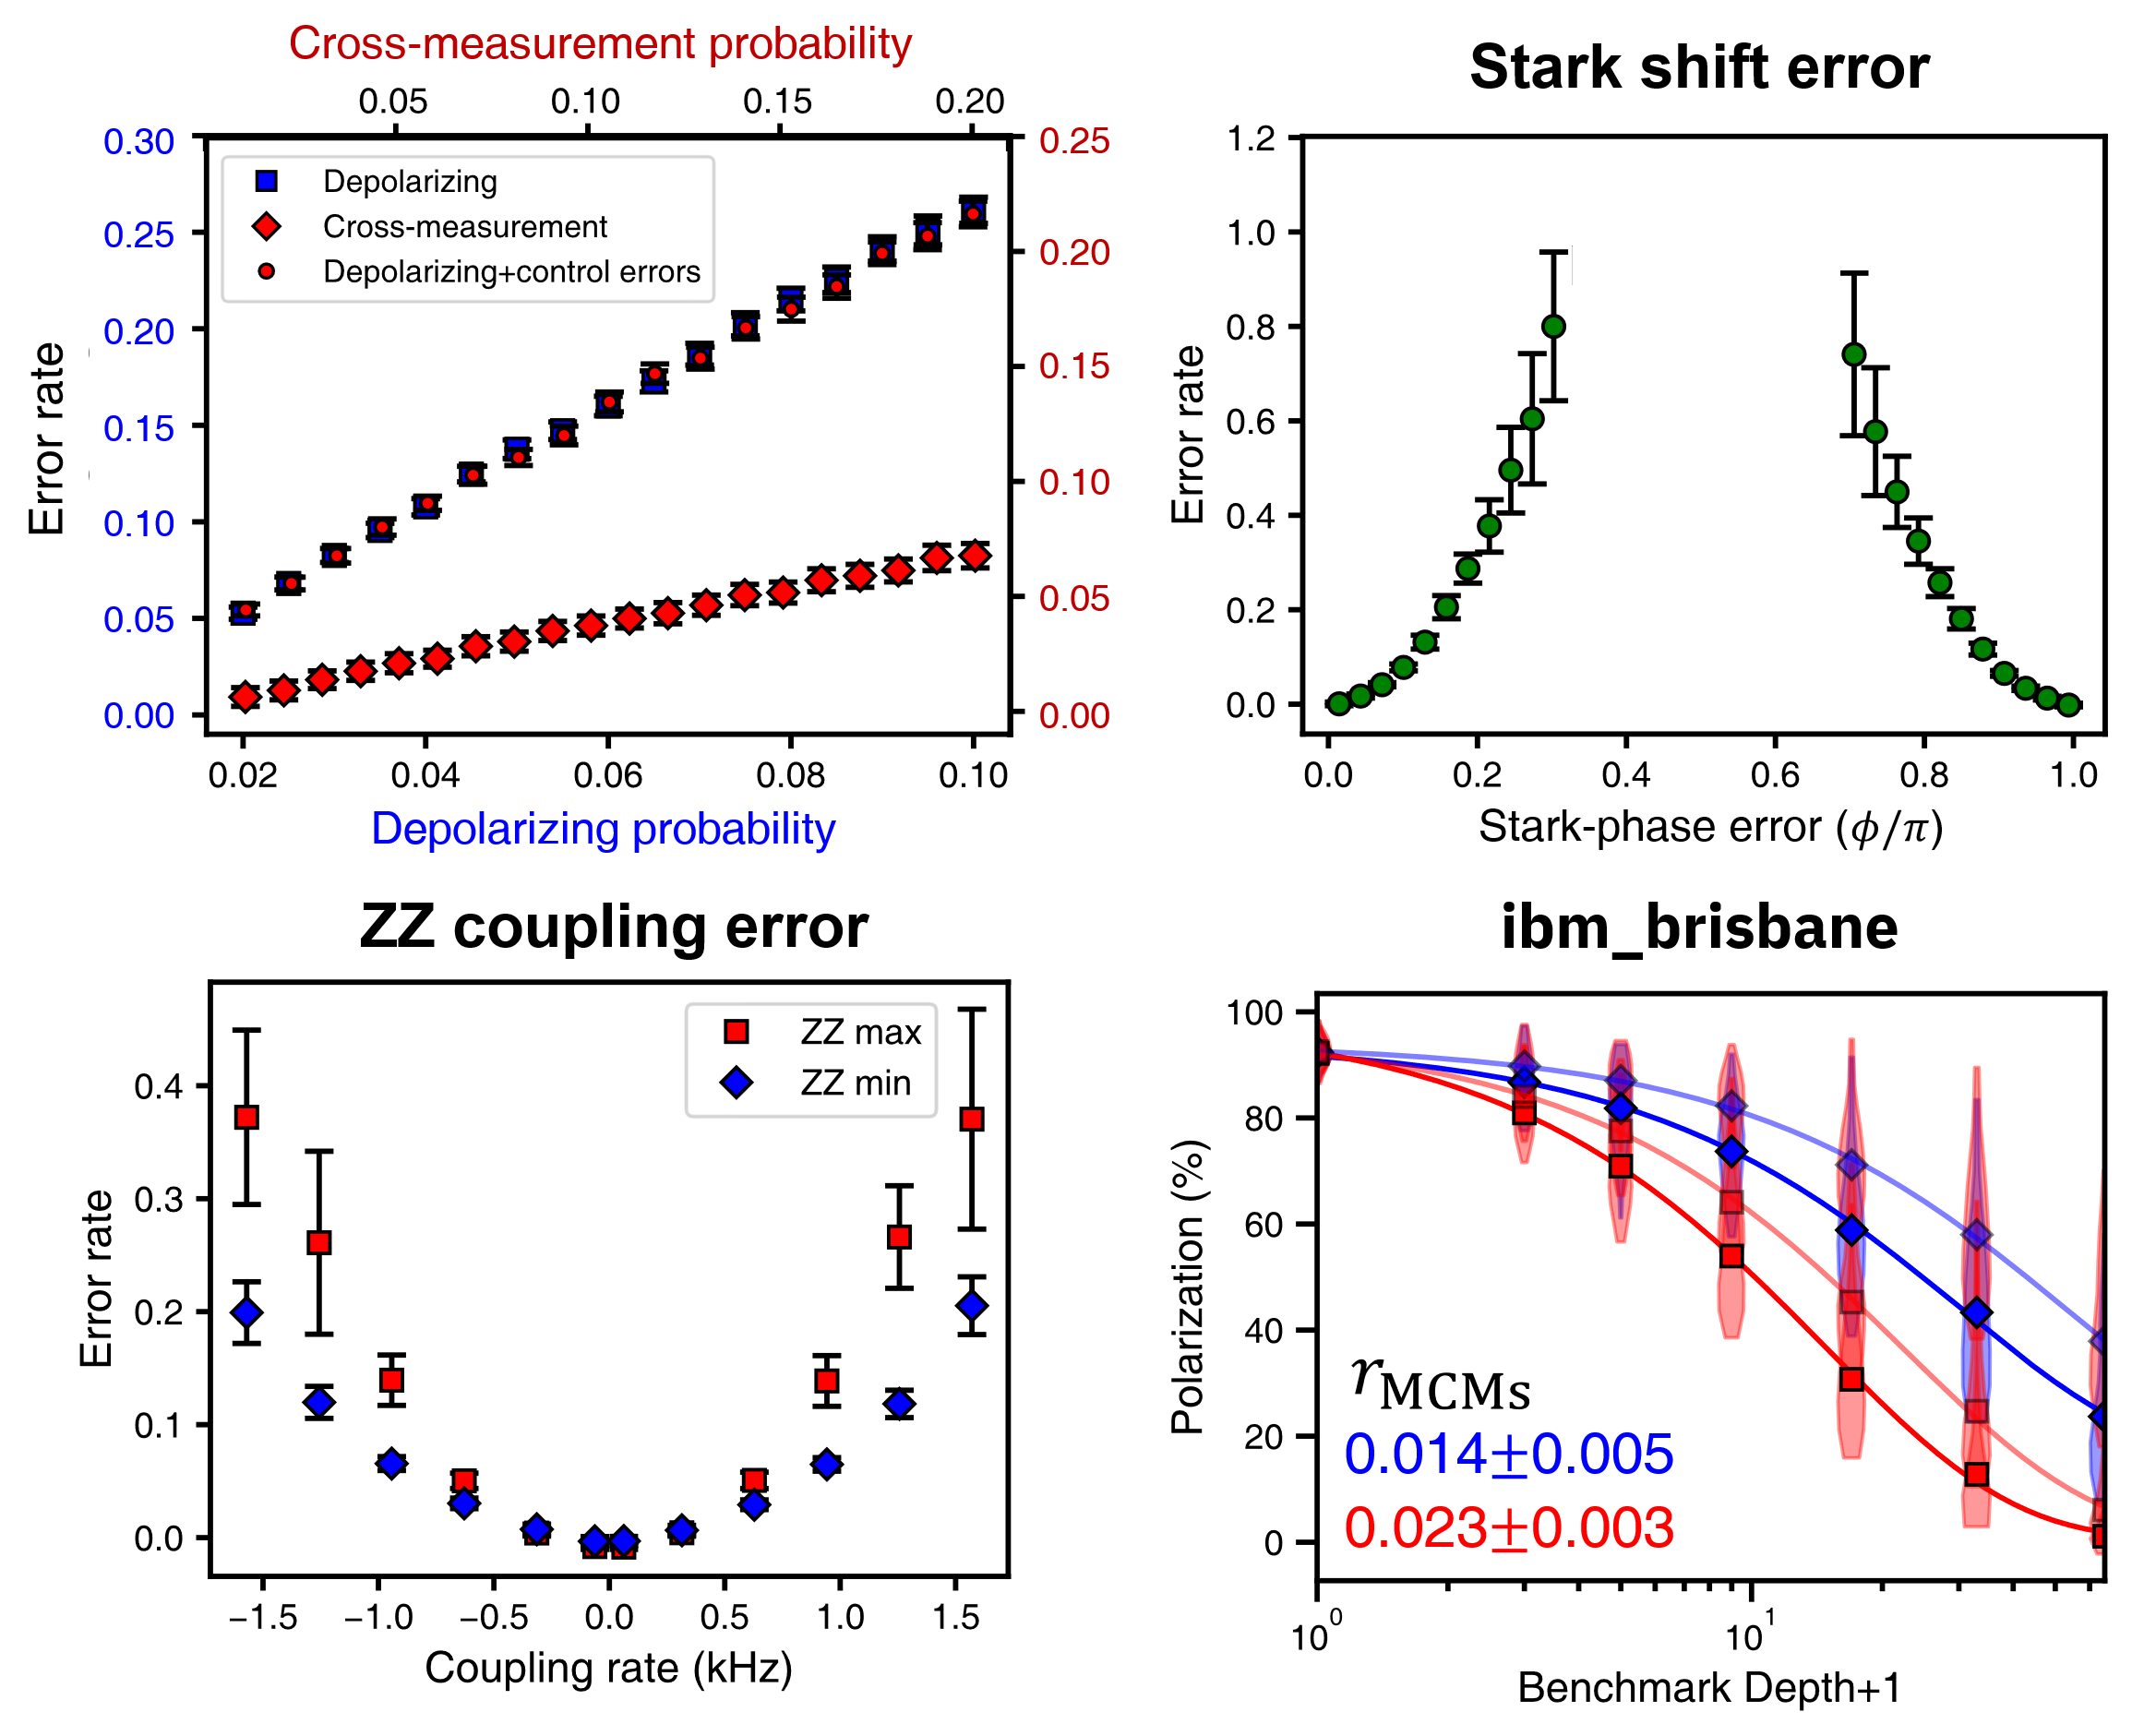 Cross-measurement probability
0.05 0.10 0.15 0.20
0.30
0.25
0.20
0.15
0.10
0.05
0.00
Error rate
Depolarizing
Cross-measurement
Depolarizing+control errors
0.25
0.20
0.15
0.10
0.05
0.00
0.02 0.04 0.06 0.08 0.10
Depolarizing probability
Stark shift error
1.2
1.0
0.8
0.6
0.4
0.2
0.0
Error rate
0.0 0.2 0.4 0.6 0.8 1.0
Stark-phase error (ϕ/π)
ZZ coupling error
ZZ max
ZZ min
0.4
0.3
0.2
0.1
0.0
Error rate
−1.5 −1.0 −0.5 0.0 0.5 1.0 1.5
Coupling rate (kHz)
ibm_brisbane
100
80
60
40
20
0
Polarization (%)
r_MCMs
0.014±0.005
0.023±0.003
10^0 10^1
Benchmark Depth+1